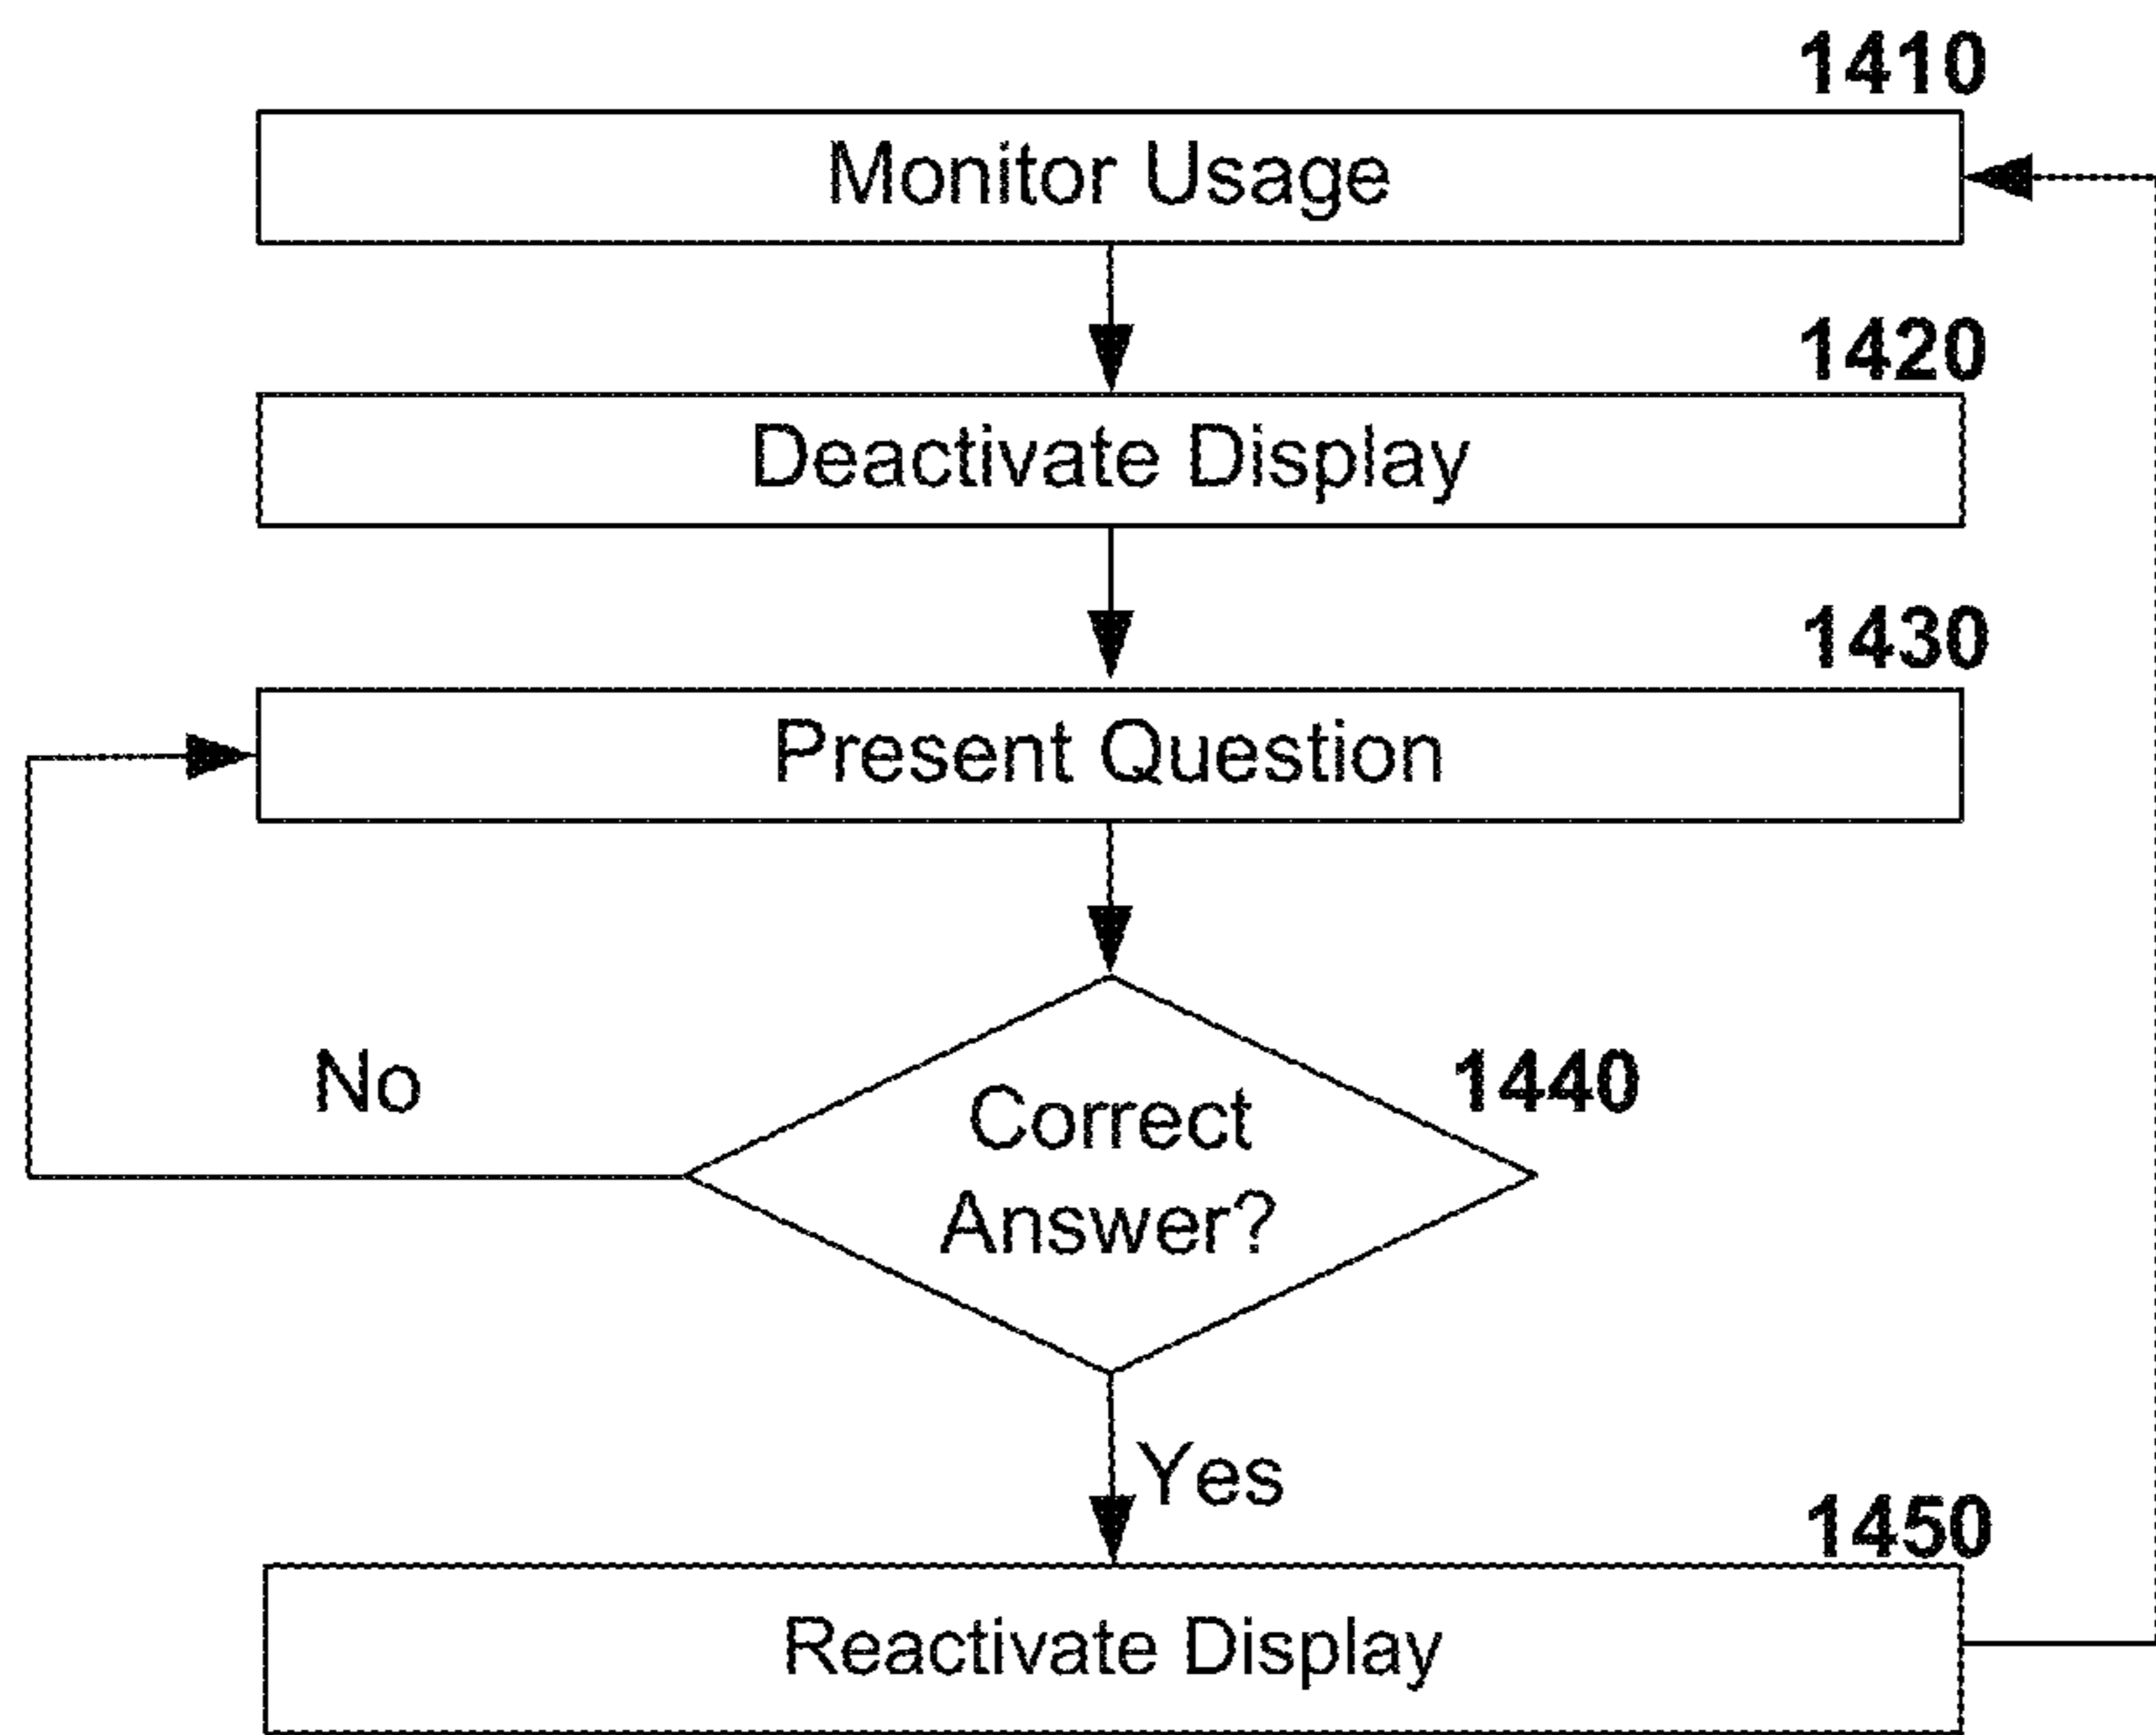 1410
Monitor Usage
1420
Deactivate Display
1430
Present Question
No
1440
Correct
Answer?
Yes
1450
Reactivate Display